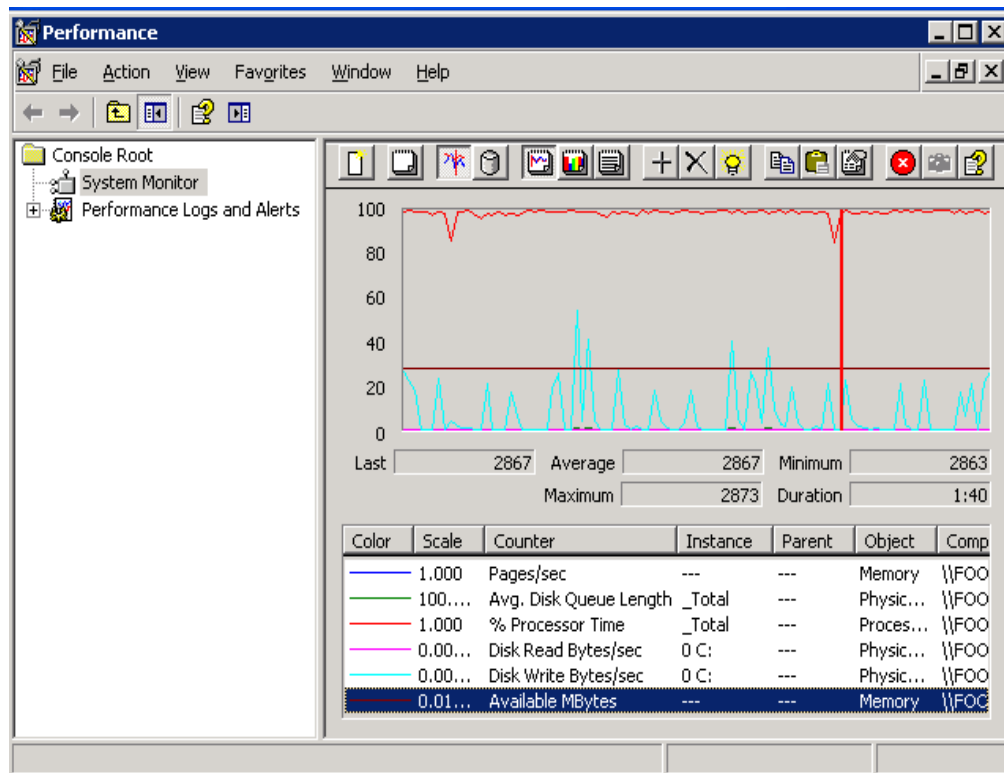 Performance
File Action View Favorites Window Help
Console Root
System Monitor
Performance Logs and Alerts
100
80
60
40
20
0
Last 2867 Average 2867 Minimum 2863
Maximum 2873 Duration 1:40
Color Scale Counter Instance Parent Object Comp
1.000 Pages/sec --- --- Memory \\FOO
100.... Avg. Disk Queue Length _Total --- Physic... \\FOO
1.000 % Processor Time _Total --- Proces... \\FOO
0.00... Disk Read Bytes/sec 0 C: --- Physic... \\FOO
0.00... Disk Write Bytes/sec 0 C: --- Physic... \\FOO
0.01... Available MBytes --- --- Memory \\FOO